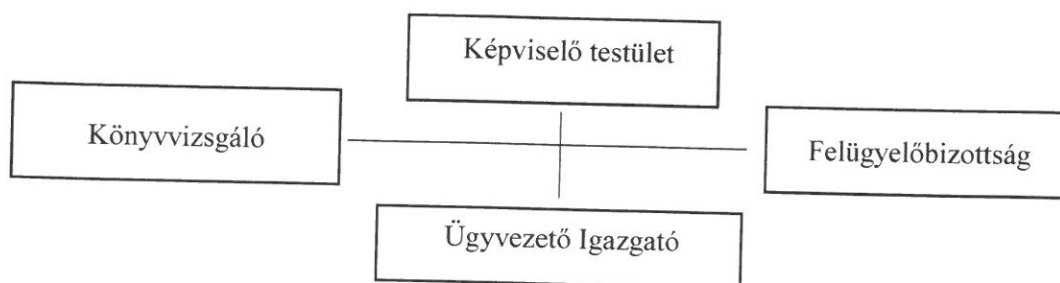 Képviselő testület
Könyvvizsgáló
Felügyelőbizottság
Ügyvezető Igazgató